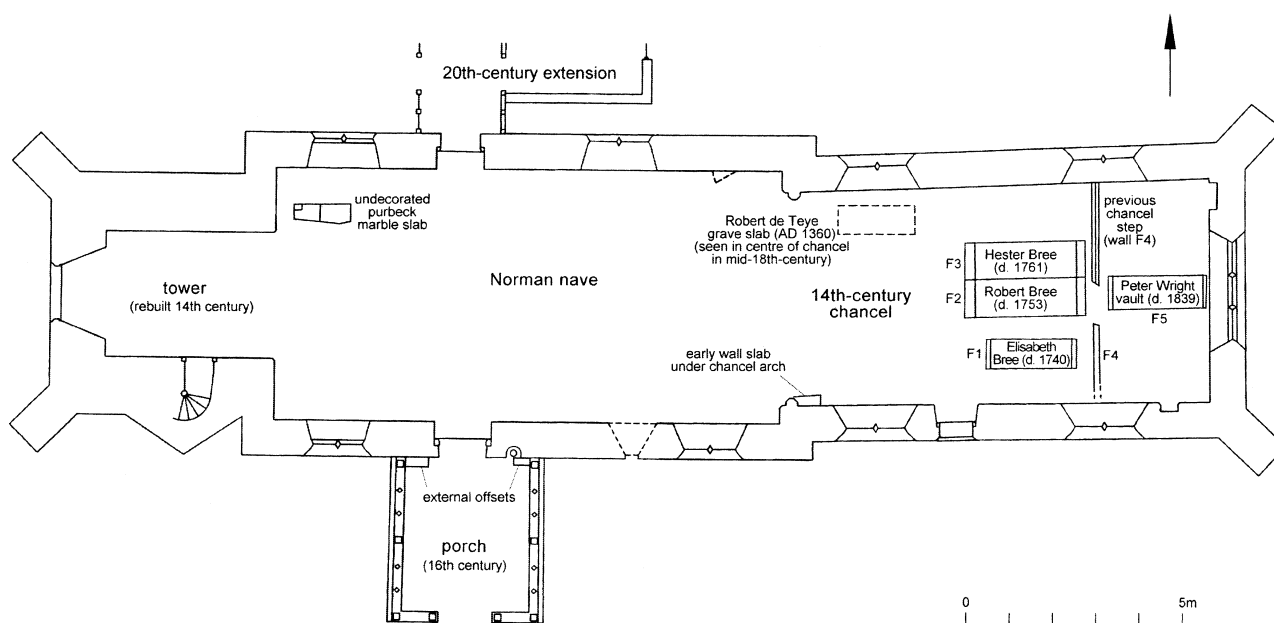 20th-century extension
undecorated
purbeck
marble slab
Robert de Teye
grave slab (AD 1360)
(seen in centre of chancel
in mid-18th-century)
previous
chancel
step
(wall F4)
F3
Hester Bree
(d. 1761)
F2
Robert Bree
(d. 1753)
Peter Wright
vault (d. 1839)
F5
tower
(rebuilt 14th century)
Norman nave
14th-century
chancel
F1
Elisabeth
Bree (d. 1740)
F4
early wall slab
under chancel arch
external offsets
porch
(16th century)
0
5m